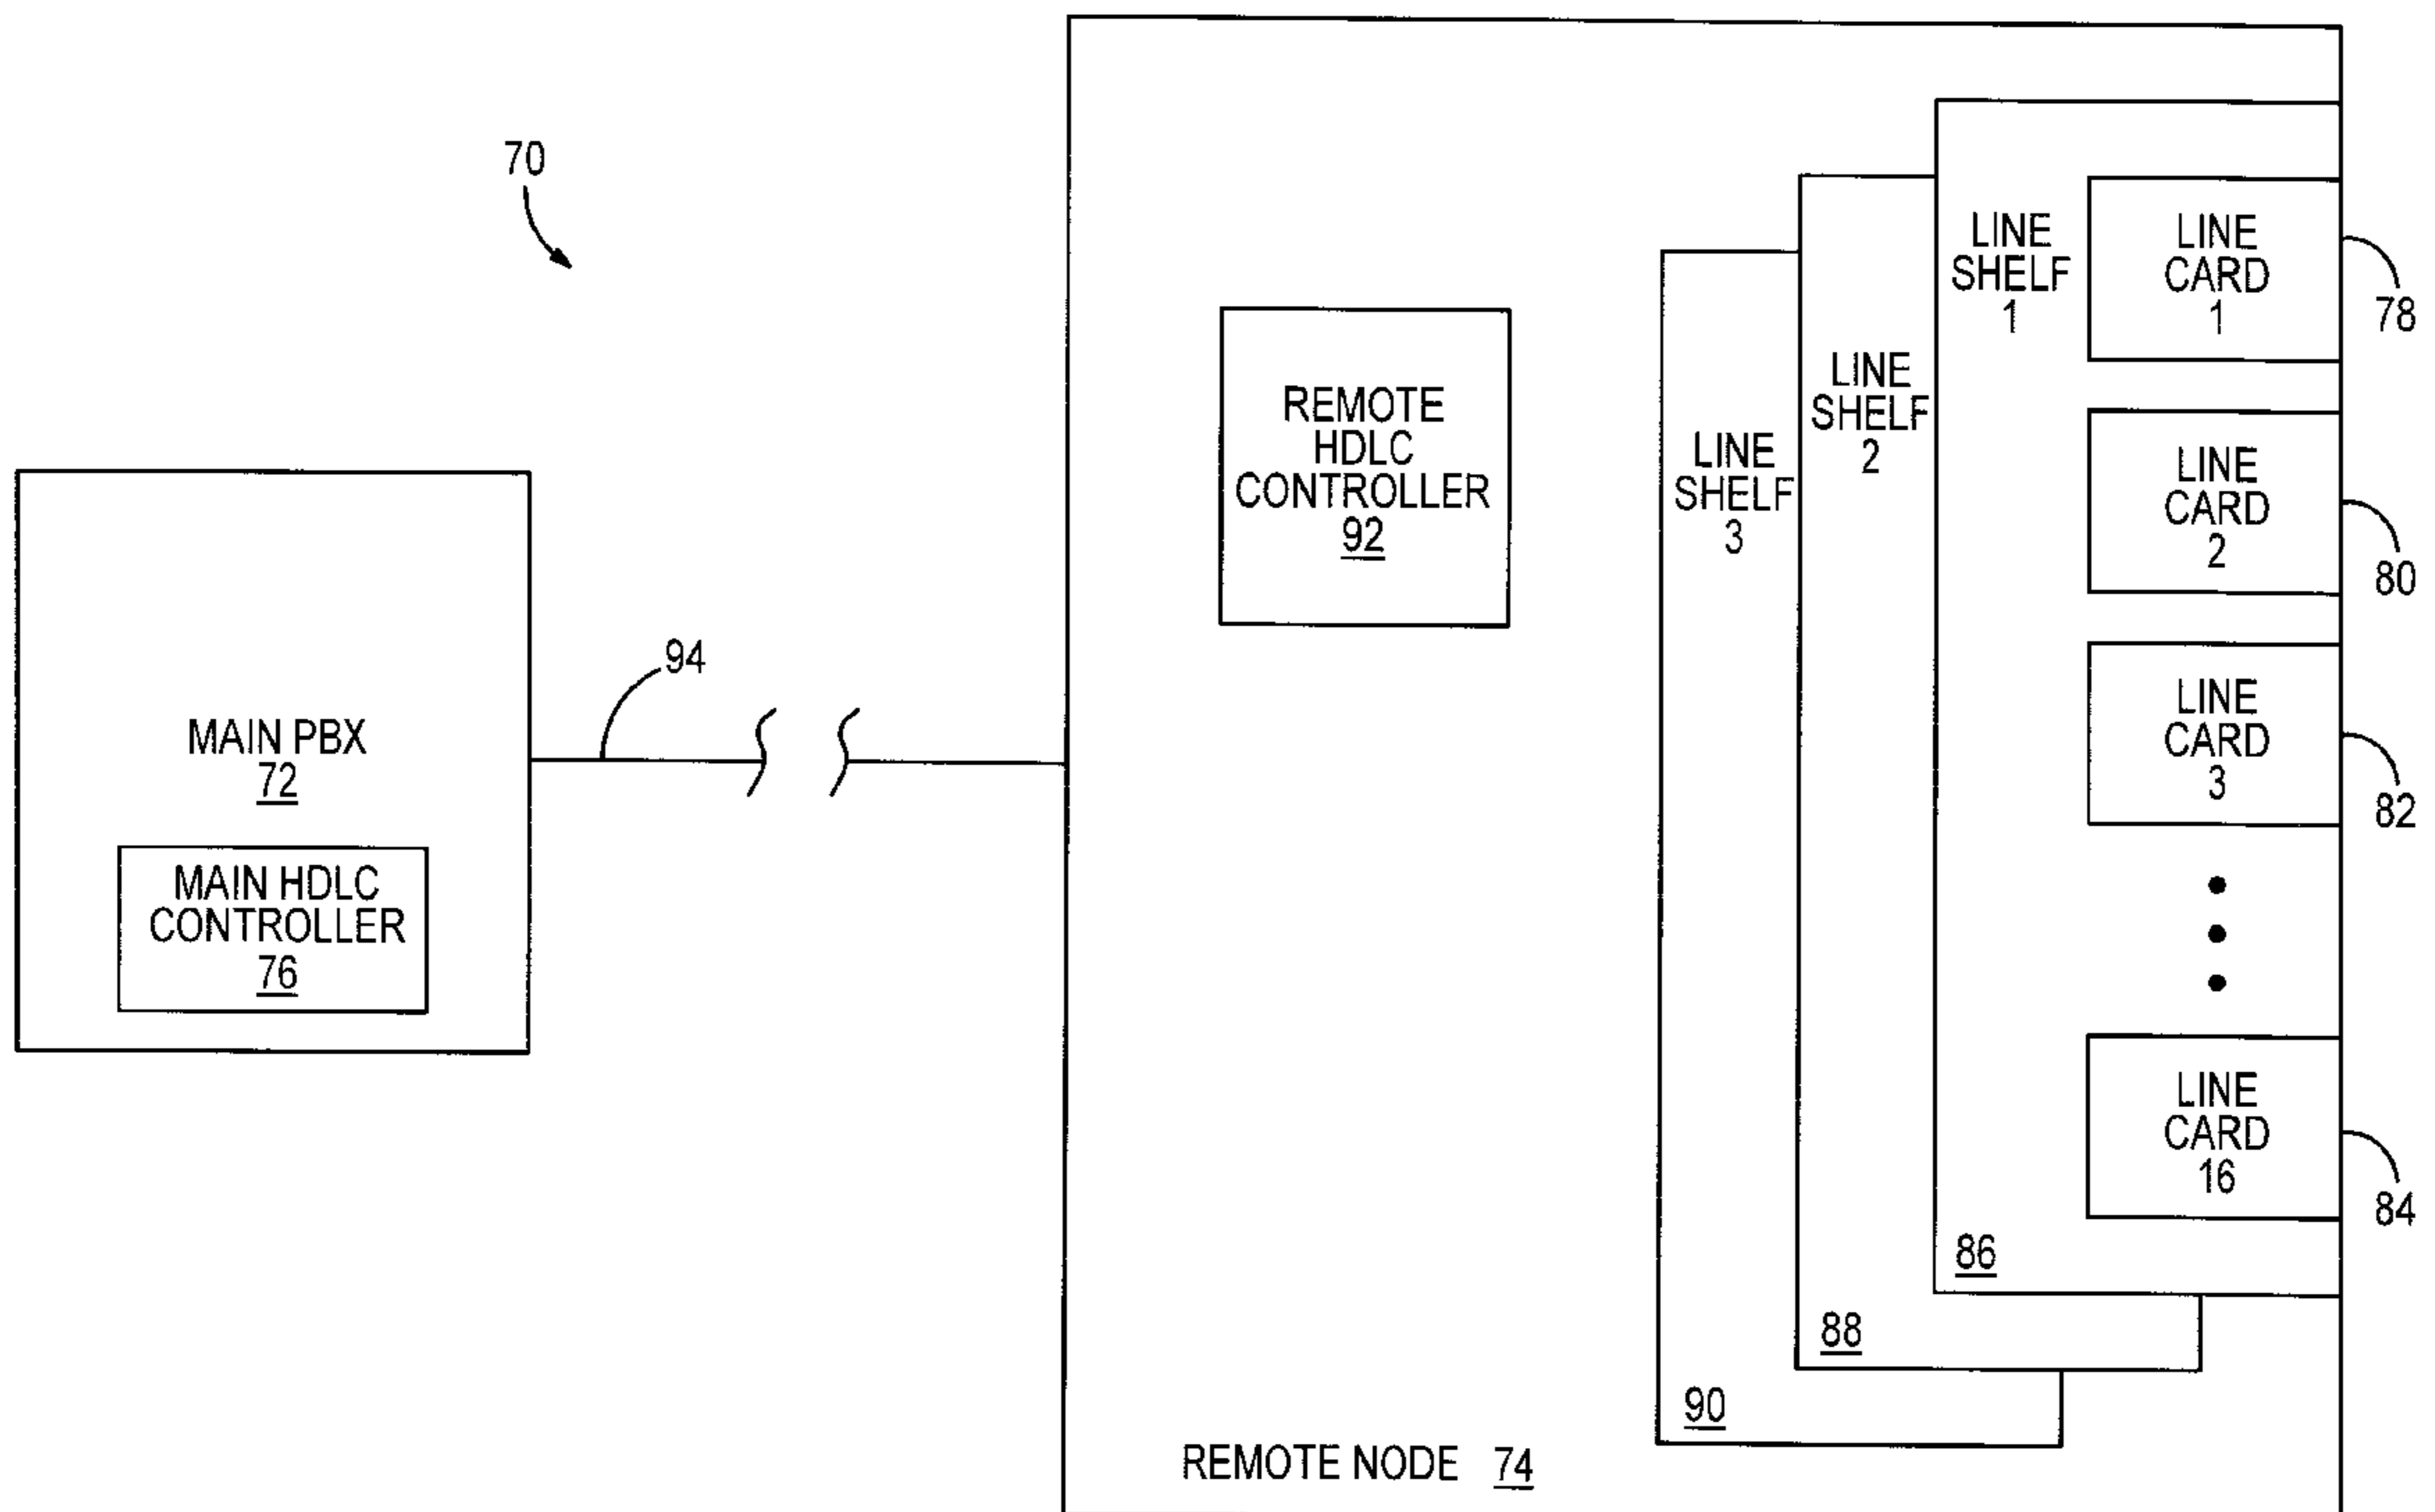 70
MAIN PBX
72
MAIN HDLC
CONTROLLER
76
94
REMOTE
HDLC
CONTROLLER
92
LINE
SHELF
3
90
LINE
SHELF
2
88
LINE
SHELF
1
86
LINE
CARD
1
78
LINE
CARD
2
80
LINE
CARD
3
82
LINE
CARD
16
84
REMOTE NODE 74